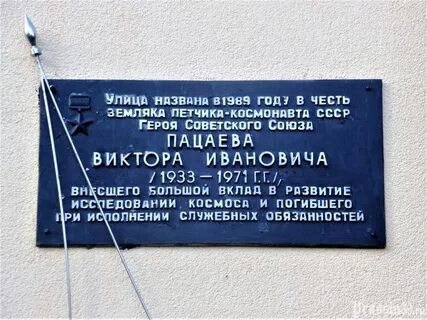 Улица названа в 1989 году в честь
земляка летчика-космонавта СССР
Героя Советского Союза
ПАЦАЕВА
ВИКТОРА ИВАНОВИЧА
/1933 — 1971 Г.Г./,
внесшего большой вклад в развитие
исследовании космоса и погибшего
при исполнении служебных обязанностей